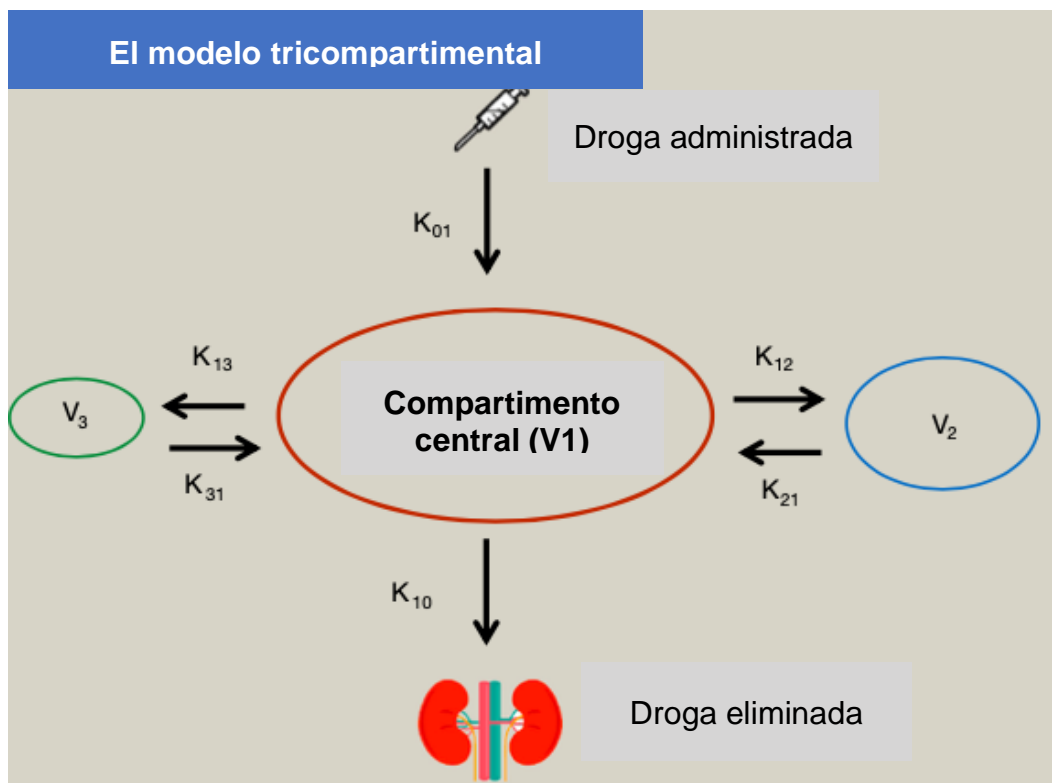 El modelo tricompartimental
Droga administrada
K₀₁
K₁₃
K₁₂
V₃
Compartimento
central (V1)
V₂
K₃₁
K₂₁
K₁₀
Droga eliminada